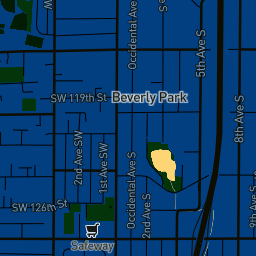 Occidental Ave S
5th Ave S
SW 119th St
Beverly Park
8th Ave S
2nd Ave SW
1st Ave SW
Occidental Ave S
2nd Ave S
SW 126th St
Safeway